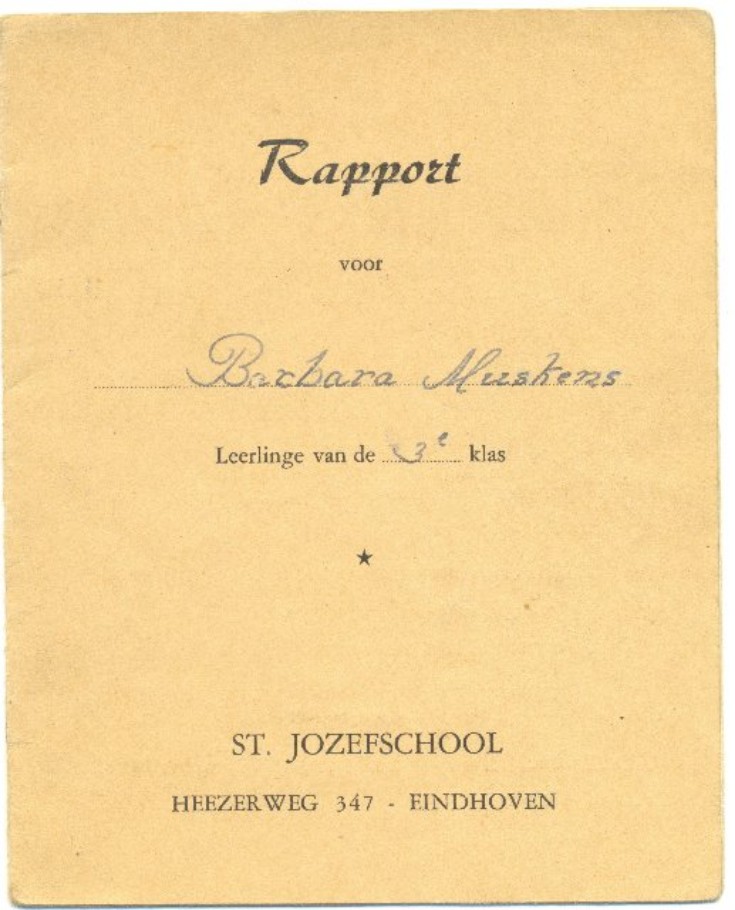 Rapport
voor
Barbara Muskens
Leerlinge van de 3e klas
ST. JOZEFSCHOOL
HEEZERWEG 347 - EINDHOVEN